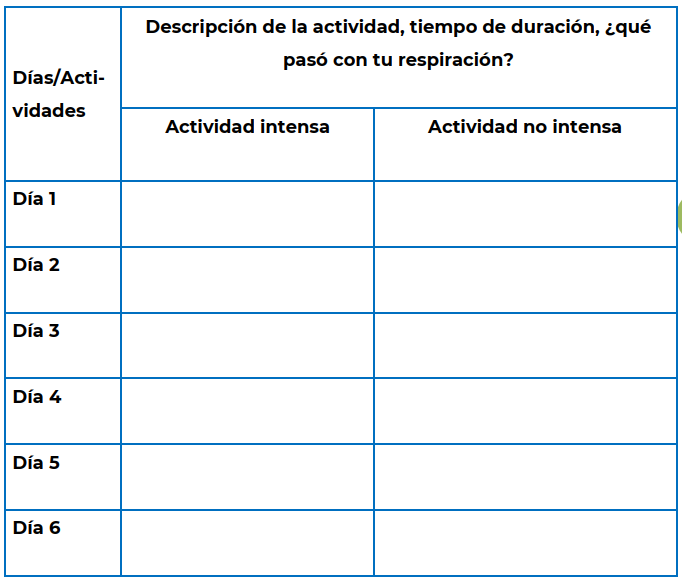 Descripción de la actividad, tiempo de duración, ¿qué
pasó con tu respiración?
Días/Acti-
vidades
Actividad intensa
Actividad no intensa
Día 1
Día 2
Día 3
Día 4
Día 5
Día 6